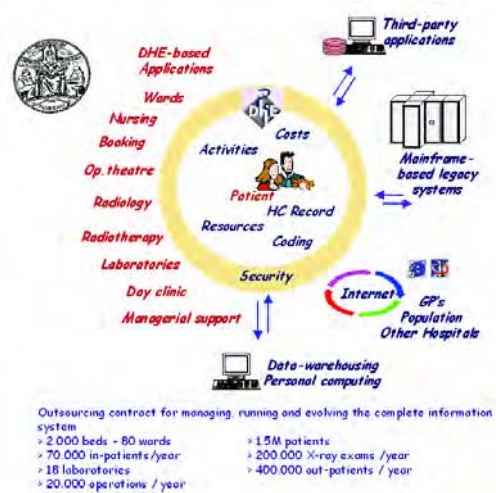 Third-party
applications
DHE-based
Applications
Wards
Nursing
Booking
Op. theatre
Radiology
Radiotherapy
Laboratories
Day clinic
Managerial support
DHE
Costs
Activities
Patient
HC Record
Resources
Coding
Security
Mainframe-
based legacy
systems
Internet
GP's
Population
Other Hospitals
Data-warehousing
Personal computing
Outsourcing contract for managing, running and evolving the complete information
system
> 2.000 beds - 80 wards
> 70.000 in-patients/year
> 18 laboratories
> 20.000 operations / year
> 1.5M patients
> 200.000 X-ray exams / year
> 400.000 out-patients / year